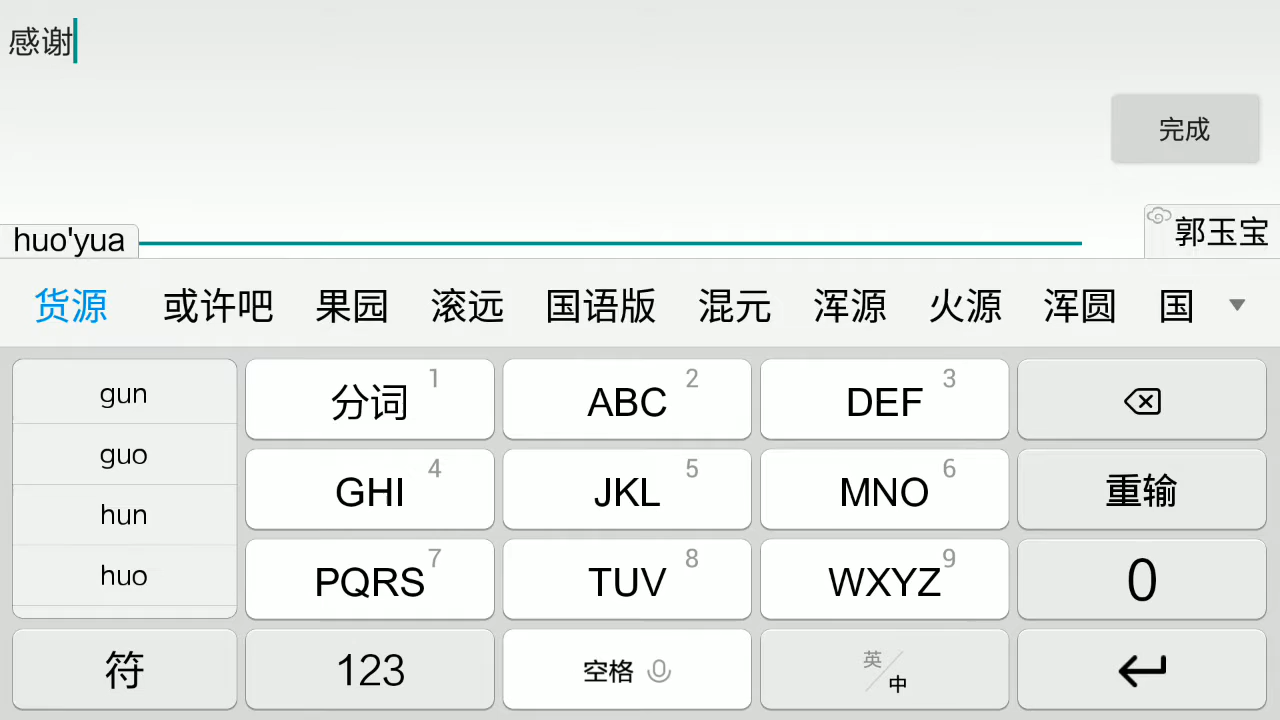 感谢
完成
huo'yua
郭玉宝
货源 或许吧 果园 滚远 国语版 混元 浑源 火源 浑圆 国
gun
guo
hun
huo
分词 1
ABC 2
DEF 3
GHI 4
JKL 5
MNO 6
重输
PQRS 7
TUV 8
WXYZ 9
0
符
123
空格
英/中